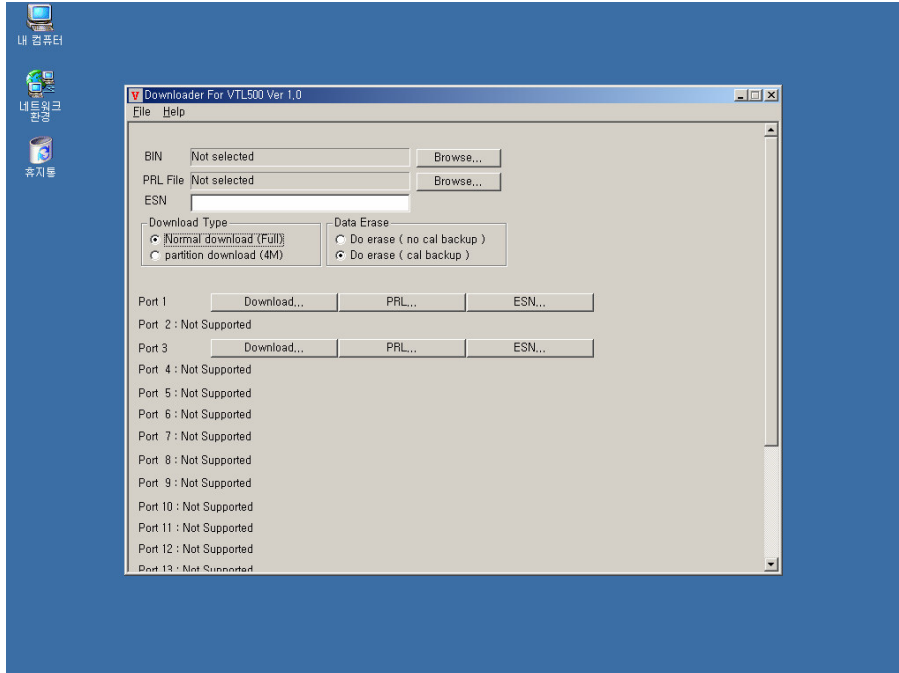 내 컴퓨터
네트워크
환경
휴지통
V Downloader For VTL500 Ver 1,0
File Help
BIN Not selected Browse,,,
PRL File Not selected Browse,,,
ESN
Download Type
Normal download (Full)
partition download (4M)
Data Erase
Do erase ( no cal backup )
Do erase ( cal backup )
Port 1 Download,,, PRL,,, ESN,,,
Port 2 : Not Supported
Port 3 Download,,, PRL,,, ESN,,,
Port 4 : Not Supported
Port 5 : Not Supported
Port 6 : Not Supported
Port 7 : Not Supported
Port 8 : Not Supported
Port 9 : Not Supported
Port 10 : Not Supported
Port 11 : Not Supported
Port 12 : Not Supported
Port 13 : Not Supported